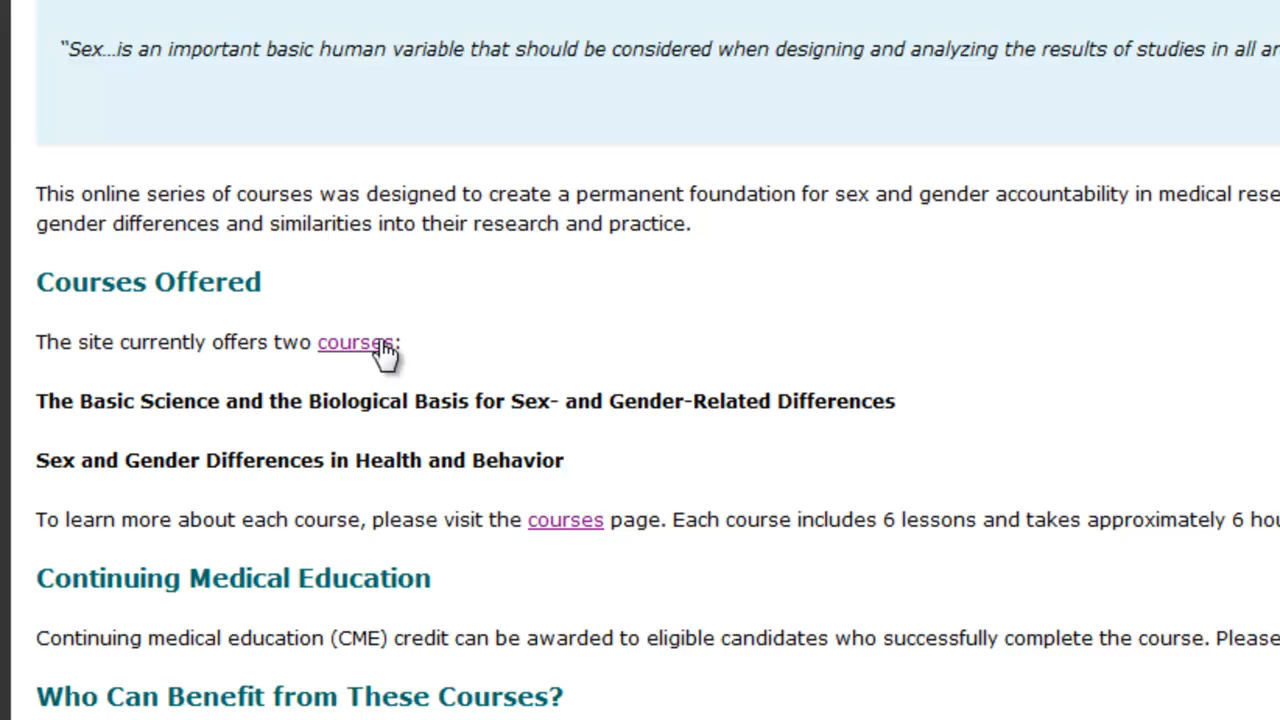 “Sex...is an important basic human variable that should be considered when designing and analyzing the results of studies in all
This online series of courses was designed to create a permanent foundation for sex and gender accountability in medical
gender differences and similarities into their research and practice.
Courses Offered
The site currently offers two courses:
The Basic Science and the Biological Basis for Sex- and Gender-Related Differences
Sex and Gender Differences in Health and Behavior
To learn more about each course, please visit the courses page. Each course includes 6 lessons and takes approximately 6
Continuing Medical Education
Continuing medical education (CME) credit can be awarded to eligible candidates who successfully complete the course. Please
Who Can Benefit from These Courses?